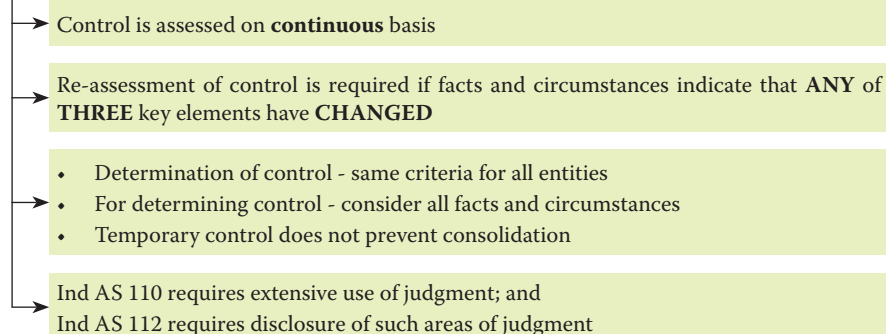 Control is assessed on continuous basis
Re-assessment of control is required if facts and circumstances indicate that ANY of
THREE key elements have CHANGED
• Determination of control - same criteria for all entities
• For determining control - consider all facts and circumstances
• Temporary control does not prevent consolidation
Ind AS 110 requires extensive use of judgment; and
Ind AS 112 requires disclosure of such areas of judgment